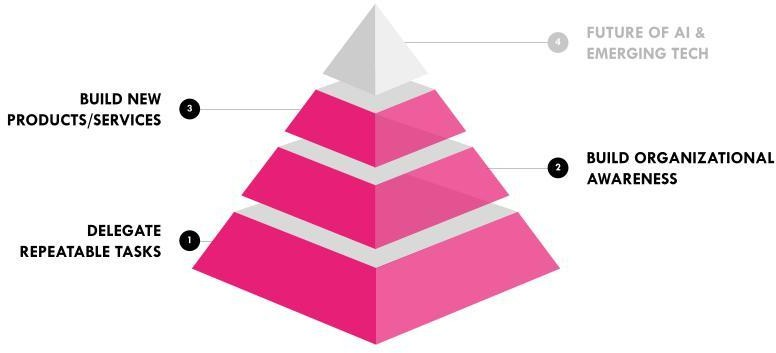 4 FUTURE OF AI &
EMERGING TECH
BUILD NEW
3
PRODUCTS/SERVICES
2 BUILD ORGANIZATIONAL
AWARENESS
DELEGATE
1
REPEATABLE TASKS